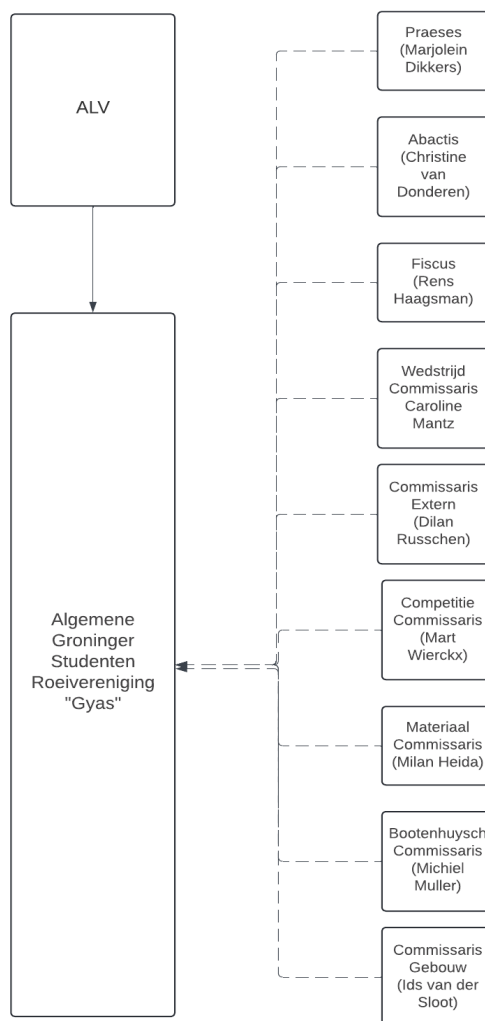 ALV
Algemene
Groninger
Studenten
Roeivereniging
"Gyas"
Praeses
(Marjolein
Dikkers)
Abactis
(Christine
van
Donderen)
Fiscus
(Rens
Haagsman)
Wedstrijd
Commissaris
Caroline
Mantz
Commissaris
Extern
(Dilan
Russchen)
Competitie
Commissaris
(Mart
Wierckx)
Materiaal
Commissaris
(Milan Heida)
Bootenhuysch
Commissaris
(Michiel
Muller)
Commissaris
Gebouw
(Ids van der
Sloot)